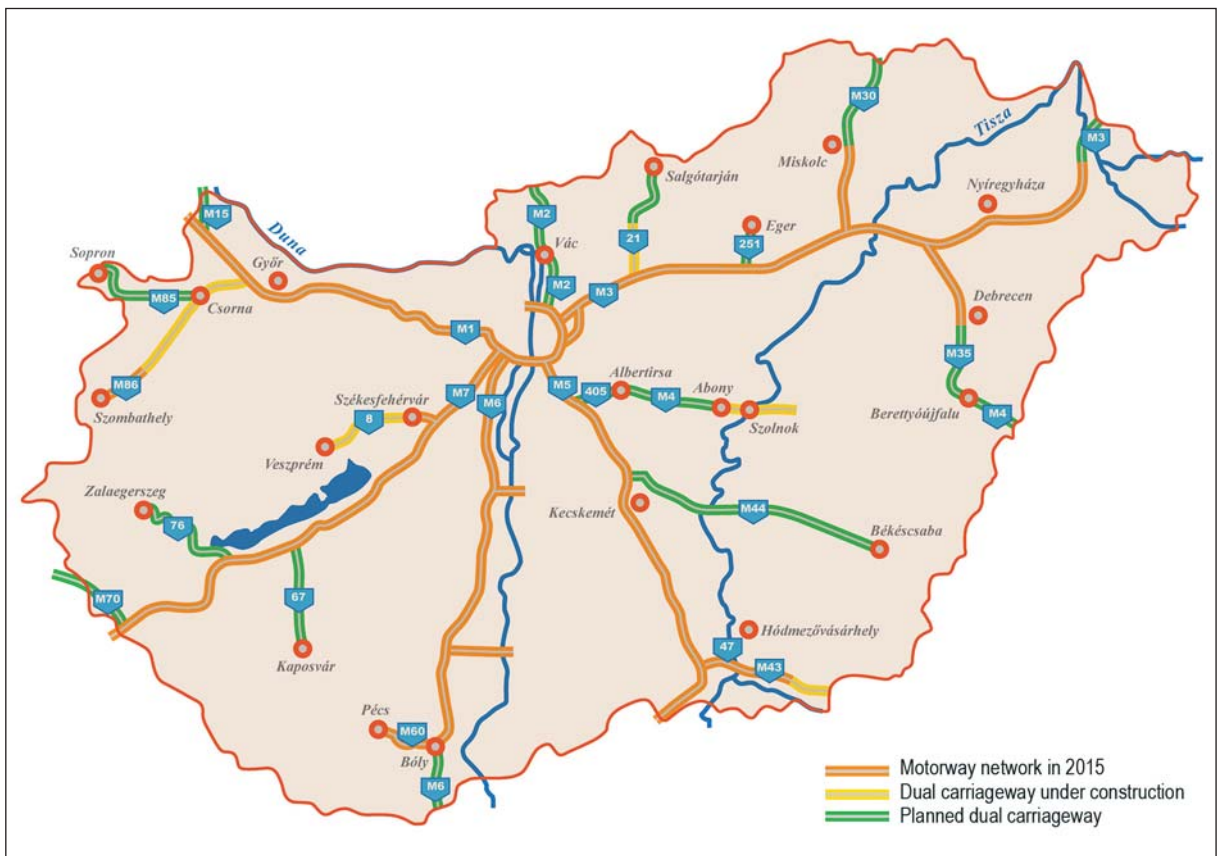 M30
Tisza
M3
Miskolc
Salgótarján
Nyíregyháza
M15
M2
Duna
Vác
21
Eger
251
Sopron
Győr
M2
M3
M85
Csorna
Debrecen
M1
M35
M86
Szombathely
Székesfehérvár
M7
M6
M5
405
Albertirsa
M4
Abony
Szolnok
Berettyóújfalu
M4
8
Veszprém
Zalaegerszeg
76
Kecskemét
M44
Békéscsaba
M70
67
Kaposvár
Hódmezővásárhely
47
M43
Pécs
M60
Bóly
M6
Motorway network in 2015
Dual carriageway under construction
Planned dual carriageway